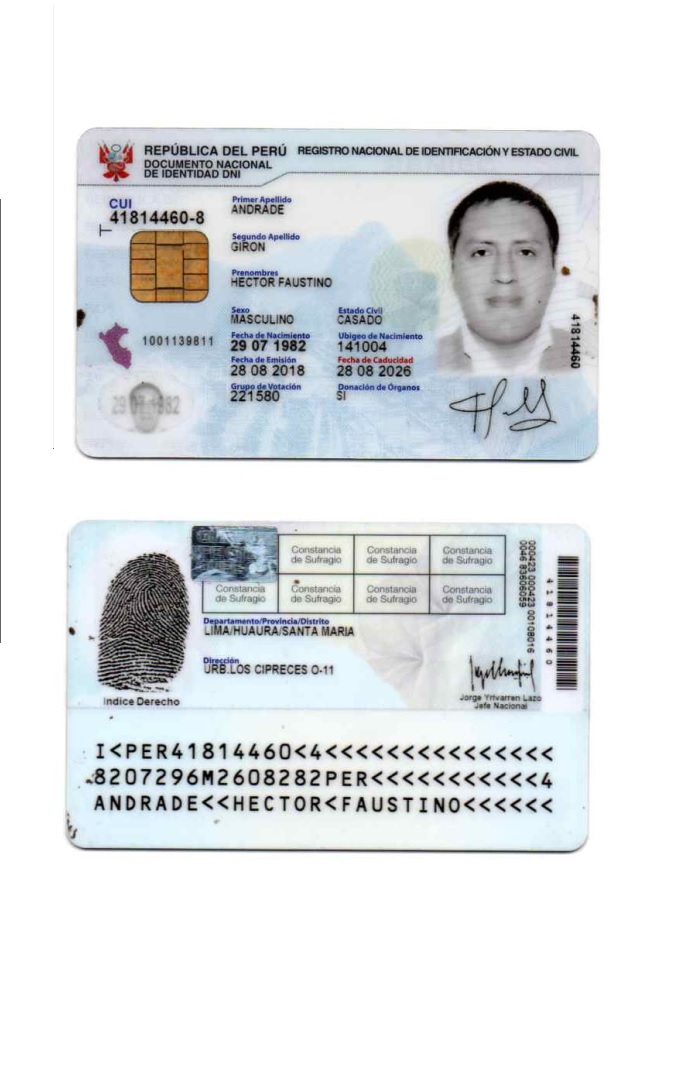 REPÚBLICA DEL PERÚ REGISTRO NACIONAL DE IDENTIFICACIÓN Y ESTADO CIVIL
DOCUMENTO NACIONAL
DE IDENTIDAD DNI
CUI
41814460-8
Primer Apellido
ANDRADE
Segundo Apellido
GIRON
Prenombres
HECTOR FAUSTINO
Sexo Estado Civil
MASCULINO CASADO
Fecha de Nacimiento Ubigeo de Nacimiento
29 07 1982 141004
Fecha de Emisión Fecha de Caducidad
28 08 2018 28 08 2026
Grupo de Votación Donación de Órganos
221580 SI
1001139811
29 07 1982
41814460
Constancia de Sufragio
Constancia de Sufragio
Constancia de Sufragio
Constancia de Sufragio
Constancia de Sufragio
Constancia de Sufragio
Constancia de Sufragio
Departamento/Provincia/Distrito
LIMA/HUAURA/SANTA MARIA
Dirección
URB.LOS CIPRECES O-11
Indice Derecho
000423 000423 00108016
0046 83606059
41814460
Jorge Yrivarren Lazo
Jefe Nacional
I<PER41814460<4<<<<<<<<<<<<<<<
8207296M2608282PER<<<<<<<<<<<4
ANDRADE<<HECTOR<FAUSTINO<<<<<<